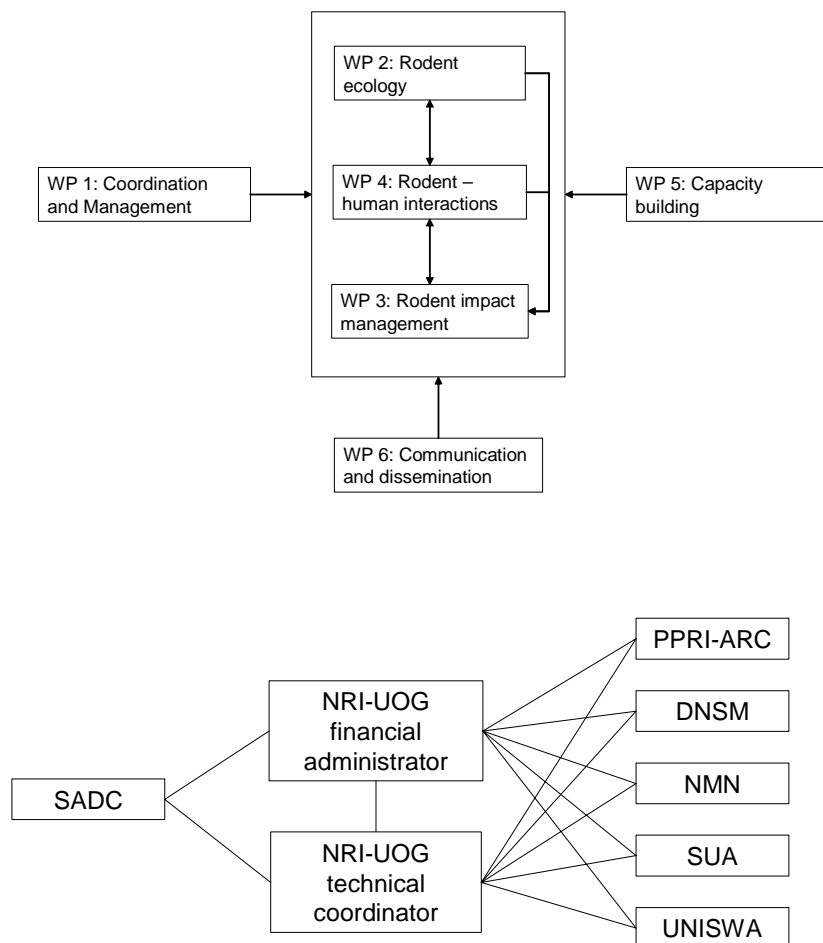 WP 2: Rodent
ecology
WP 1: Coordination
and Management
WP 4: Rodent –
human interactions
WP 5: Capacity
building
WP 3: Rodent impact
management
WP 6: Communication
and dissemination
PPRI-ARC
NRI-UOG
financial
administrator
DNSM
SADC
NMN
NRI-UOG
technical
coordinator
SUA
UNISWA